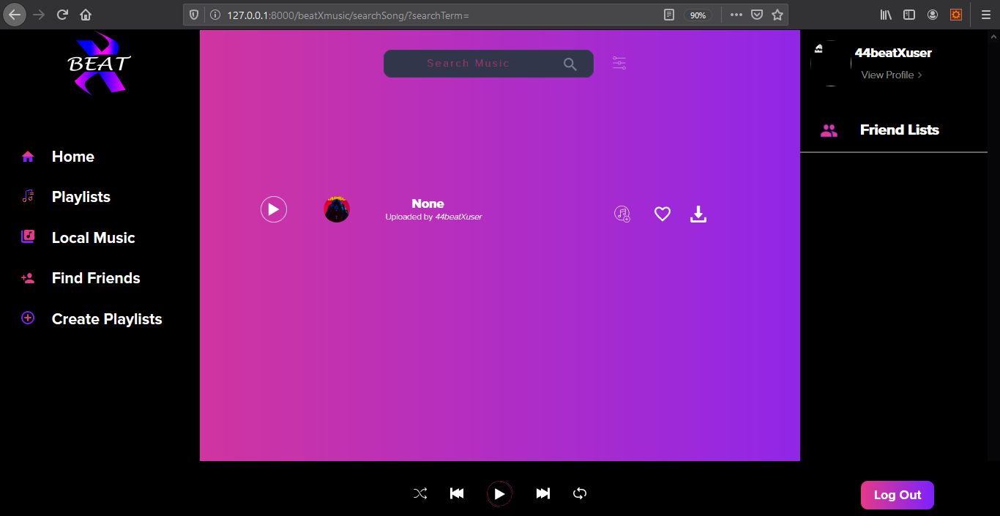 127.0.0.1:8000/beatXmusic/searchSong/?searchTerm=
90%
BEAT
X
Search Music
44beatXuser
View Profile
Friend Lists
Home
Playlists
Local Music
Find Friends
Create Playlists
None
Uploaded by 44beatXuser
Log Out